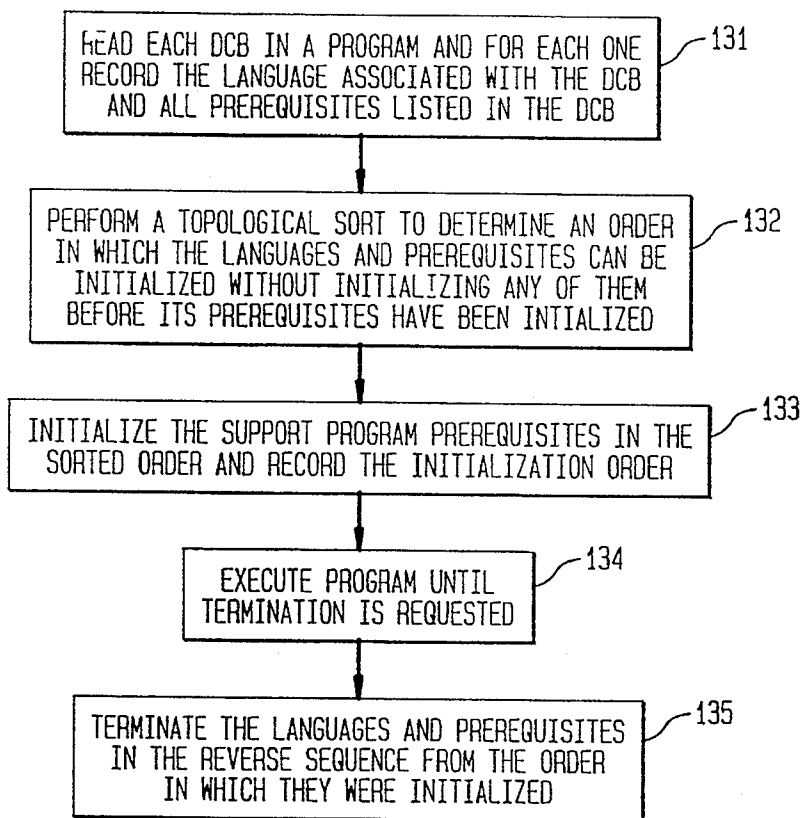 READ EACH DCB IN A PROGRAM AND FOR EACH ONE
RECORD THE LANGUAGE ASSOCIATED WITH THE DCB
AND ALL PREREQUISITES LISTED IN THE DCB
131
PERFORM A TOPOLOGICAL SORT TO DETERMINE AN ORDER
IN WHICH THE LANGUAGES AND PREREQUISITES CAN BE
INITIALIZED WITHOUT INITIALIZING ANY OF THEM
BEFORE ITS PREREQUISITES HAVE BEEN INTIALIZED
132
INITIALIZE THE SUPPORT PROGRAM PREREQUISITES IN THE
SORTED ORDER AND RECORD THE INITIALIZATION ORDER
133
EXECUTE PROGRAM UNTIL
TERMINATION IS REQUESTED
134
TERMINATE THE LANGUAGES AND PREREQUISITES
IN THE REVERSE SEQUENCE FROM THE ORDER
IN WHICH THEY WERE INITIALIZED
135